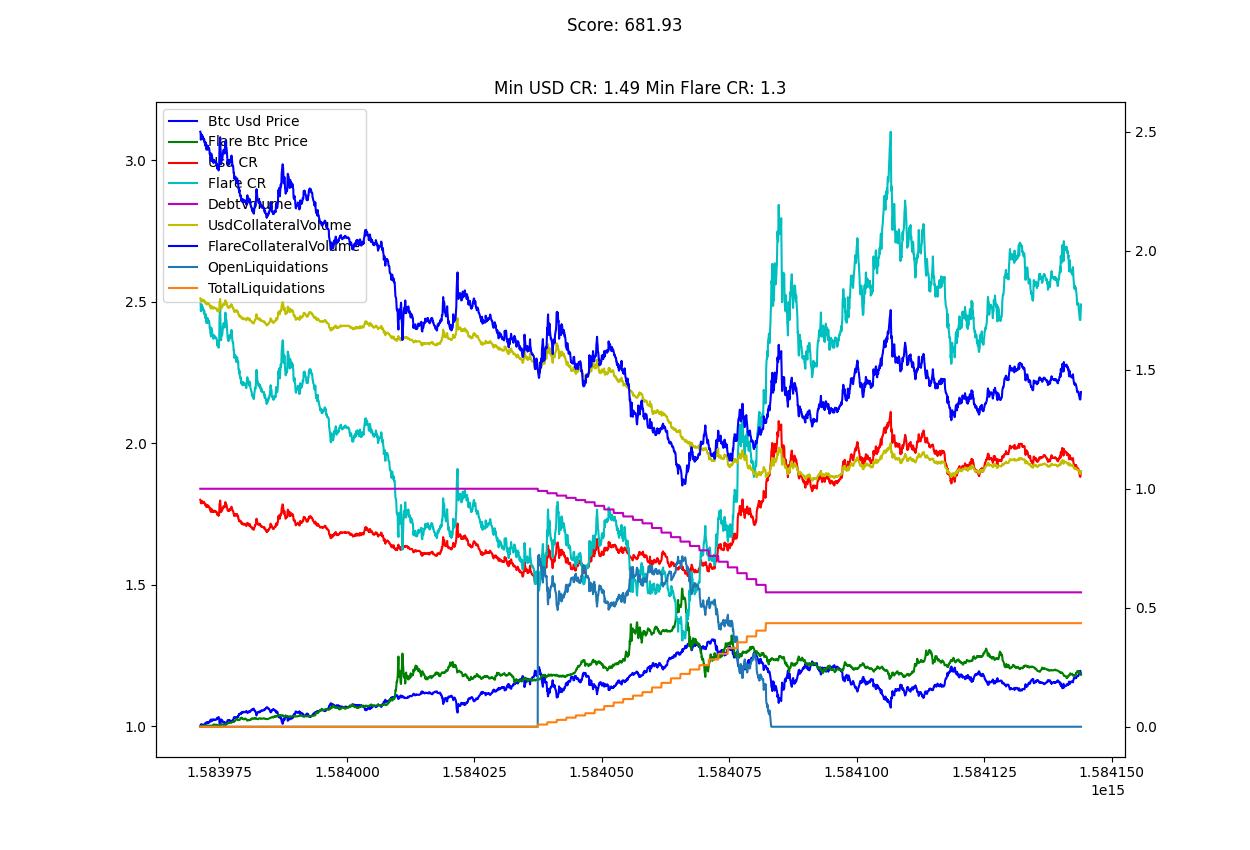 Score: 681.93
Min USD CR: 1.49 Min Flare CR: 1.3
Btc Usd Price
Flare Btc Price
Usd CR
Flare CR
DebtVolume
UsdCollateralVolume
FlareCollateralVolume
OpenLiquidations
TotalLiquidations
3.0
2.5
2.0
1.5
1.0
2.5
2.0
1.5
1.0
0.5
0.0
1.583975
1.584000
1.584025
1.584050
1.584075
1.584100
1.584125
1.584150
1e15